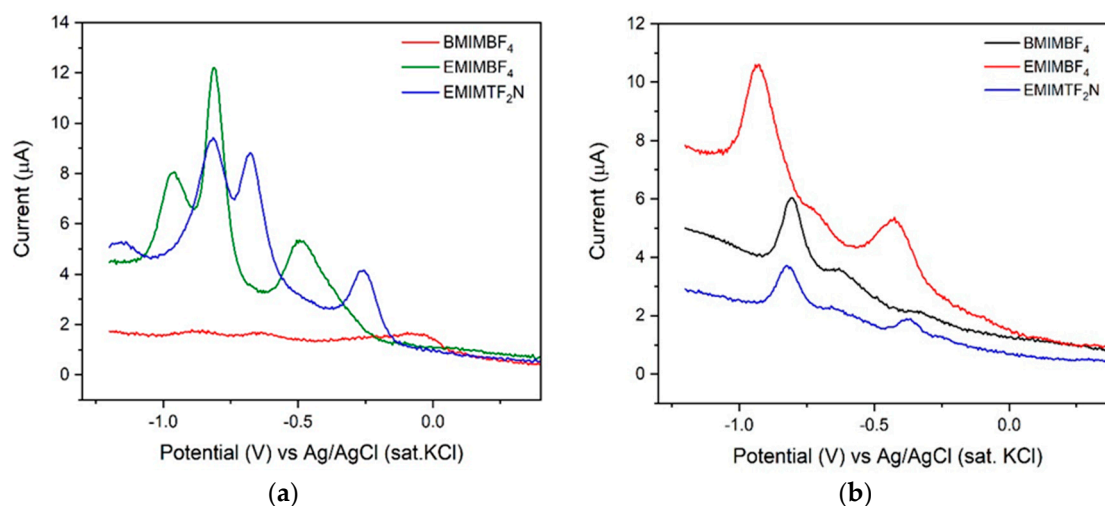 14
12
10
8
6
4
2
0
Current (μA)
BMIMBF₄
EMIMBF₄
EMIMTF₂N
-1.0
-0.5
0.0
Potential (V) vs Ag/AgCl (sat.KCl)
(a)
12
10
8
6
4
2
0
Current (μA)
BMIMBF₄
EMIMBF₄
EMIMTF₂N
-1.0
-0.5
0.0
Potential (V) vs Ag/AgCl (sat. KCl)
(b)